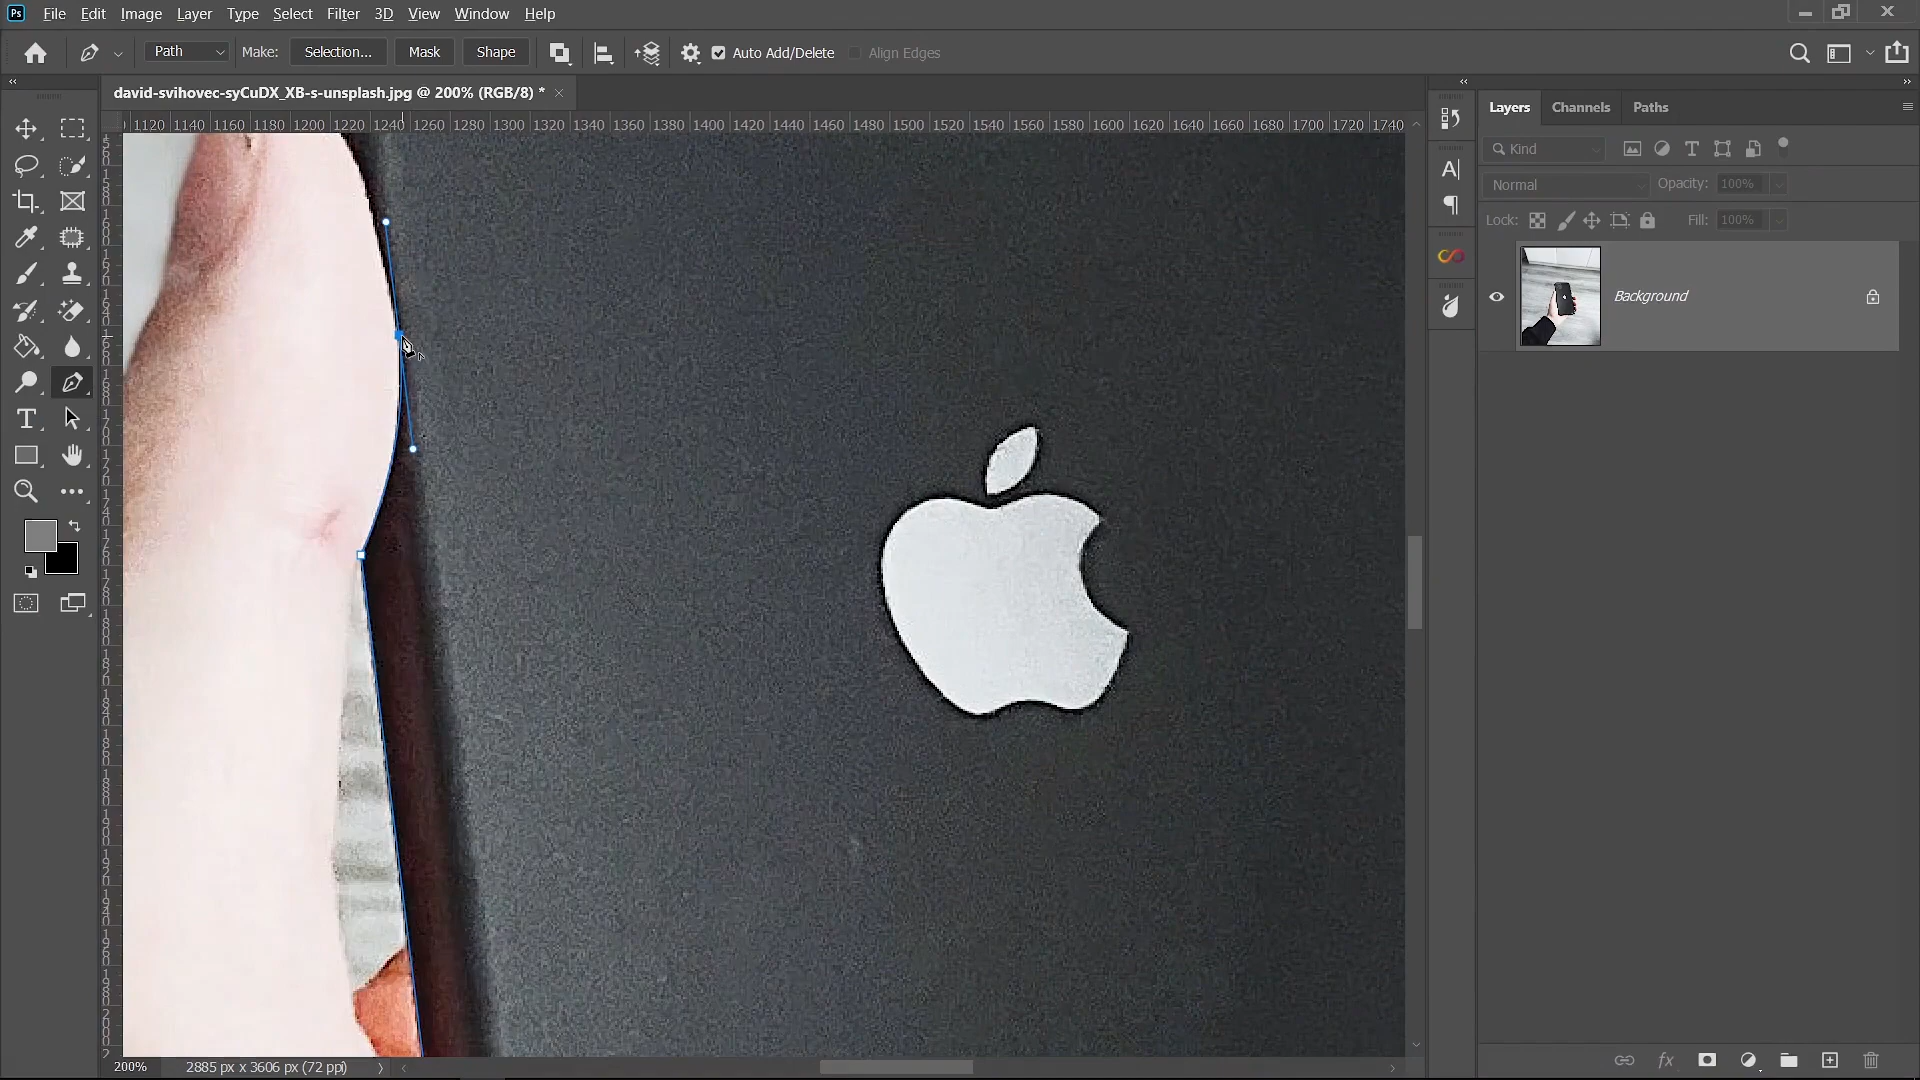 Ps File Edit Image Layer Type Select Filter 3D View Window Help
Path Make: Selection... Mask Shape Auto Add/Delete Align Edges
david-svihovec-syCuDX_XB-s-unsplash.jpg @ 200% (RGB/8) *
1120 1140 1160 1180 1200 1220 1240 1260 1280 1300 1320 1340 1360 1380 1400 1420 1440 1460 1480 1500 1520 1540 1560 1580 1600 1620 1640 1660 1680 1700 1720 1740
Layers Channels Paths
Kind
Normal Opacity: 100%
Lock: Fill: 100%
Background
200% 2885 px x 3606 px (72 ppi)